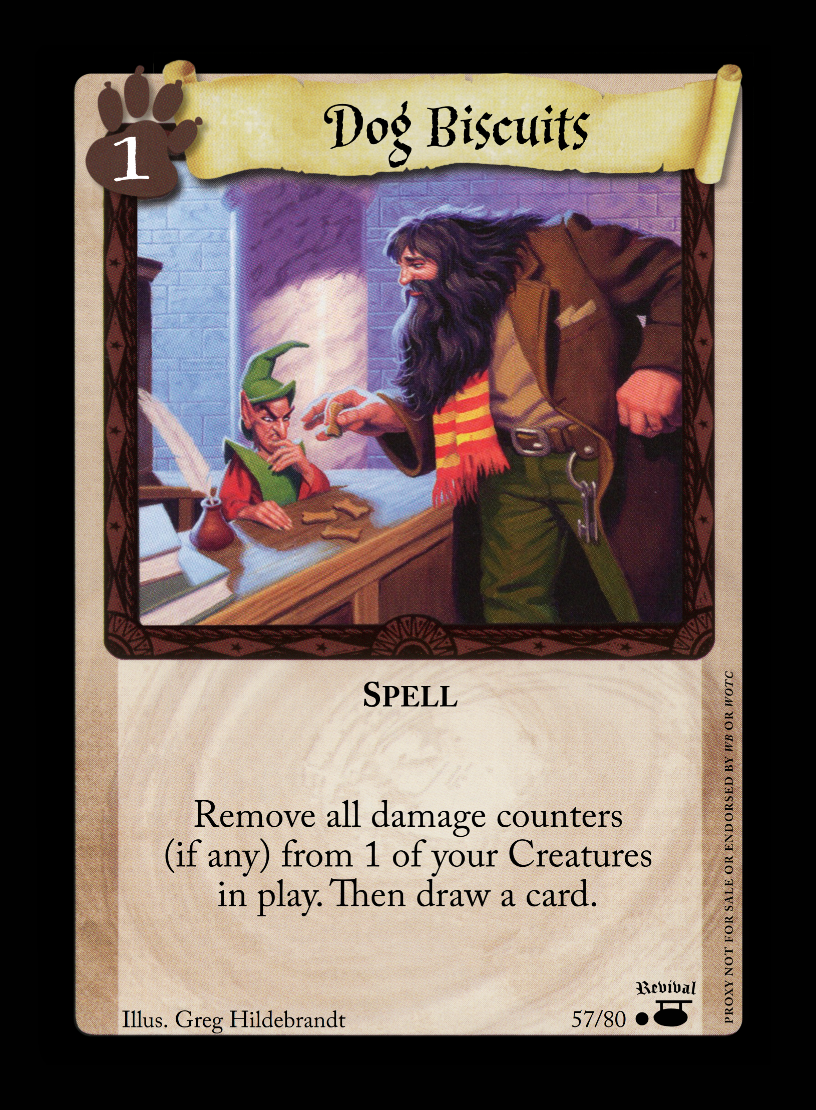 1
Dog Biscuits
SPELL
Remove all damage counters
(if any) from 1 of your Creatures
in play. Then draw a card.
Revival
Illus. Greg Hildebrandt
57/80
PROXY NOT FOR SALE OR ENDORSED BY WB OR WOTC